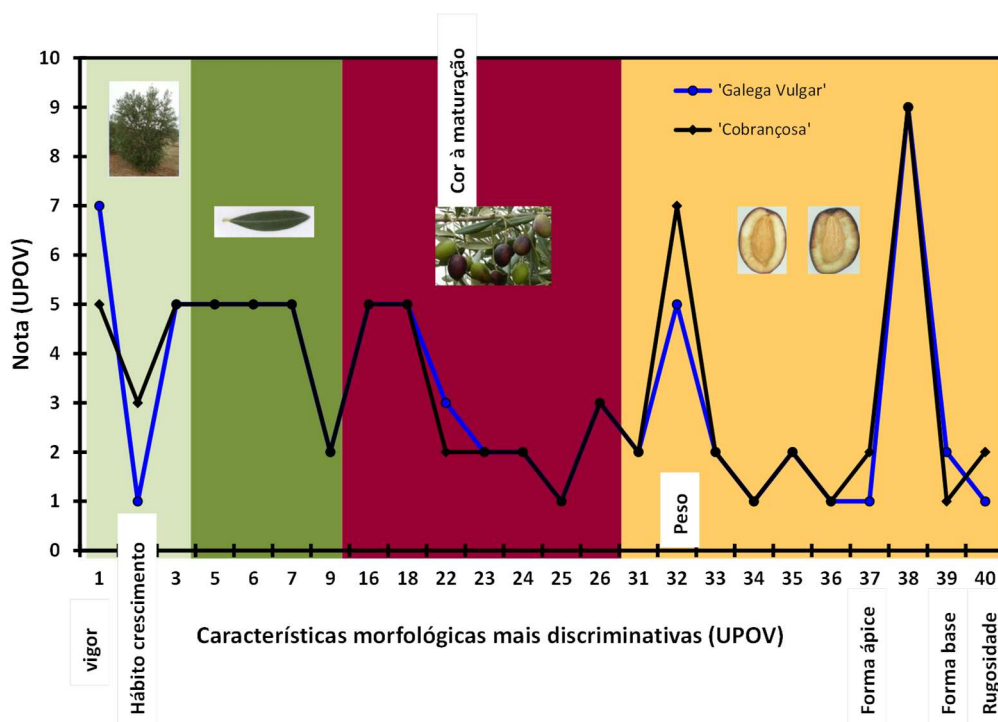 Cor à maturação
'Galega Vulgar'
'Cobrançosa'
Nota (UPOV)
10
9
8
7
6
5
4
3
2
1
0
Peso
1 3 5 6 7 9 16 18 22 23 24 25 26 31 32 33 34 35 36 37 38 39 40
vigor
Hábito crescimento
Forma ápice
Forma base
Rugosidade
Características morfológicas mais discriminativas (UPOV)